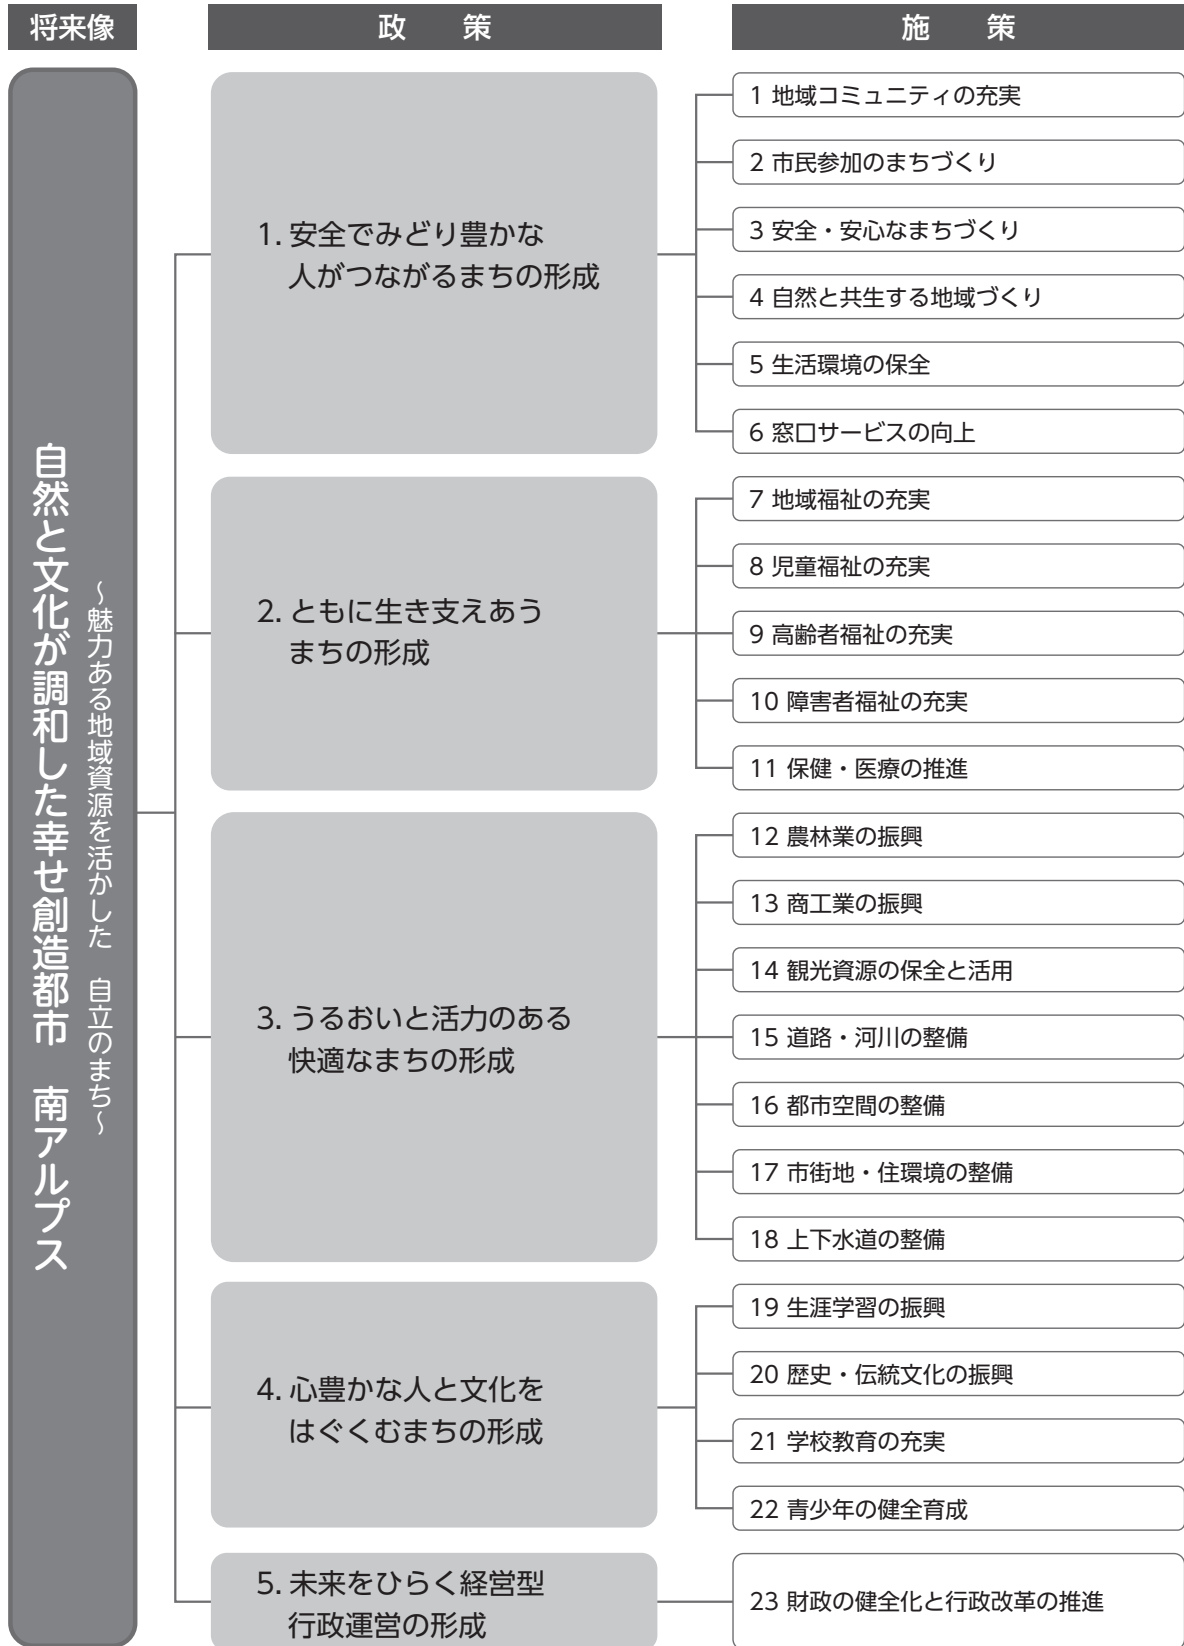 将来像
政　策
施　策
自然と文化が調和した幸せ創造都市　南アルプス
～魅力ある地域資源を活かした　自立のまち～
1. 安全でみどり豊かな
人がつながるまちの形成
1 地域コミュニティの充実
2 市民参加のまちづくり
3 安全・安心なまちづくり
4 自然と共生する地域づくり
5 生活環境の保全
6 窓口サービスの向上
2. ともに生き支えあう
まちの形成
7 地域福祉の充実
8 児童福祉の充実
9 高齢者福祉の充実
10 障害者福祉の充実
11 保健・医療の推進
3. うるおいと活力のある
快適なまちの形成
12 農林業の振興
13 商工業の振興
14 観光資源の保全と活用
15 道路・河川の整備
16 都市空間の整備
17 市街地・住環境の整備
18 上下水道の整備
4. 心豊かな人と文化を
はぐくむまちの形成
19 生涯学習の振興
20 歴史・伝統文化の振興
21 学校教育の充実
22 青少年の健全育成
5. 未来をひらく経営型
行政運営の形成
23 財政の健全化と行政改革の推進